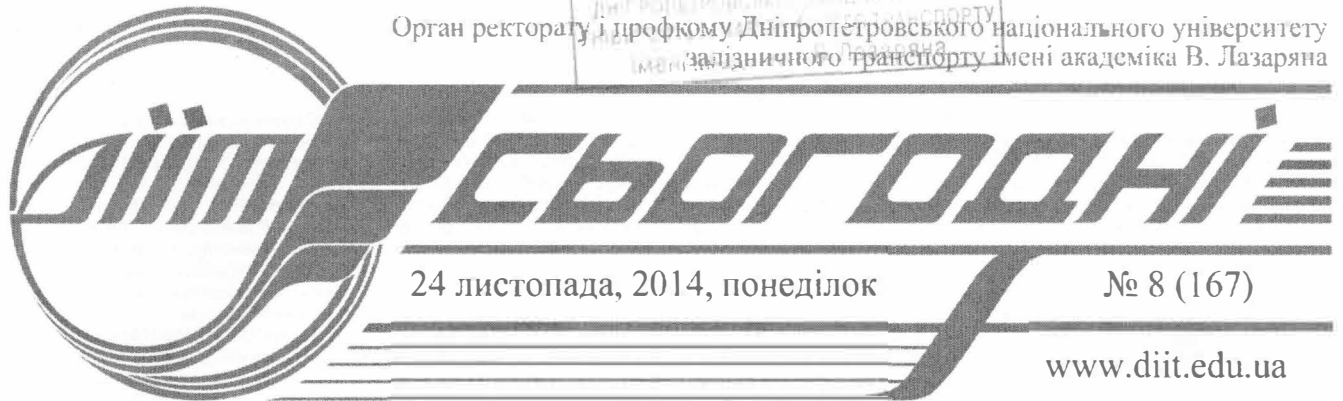 Орган ректорату і профкому Дніпропетровського національного університету
залізничного транспорту імені академіка В. Лазаряна
діїт сьогодні
24 листопада, 2014, понеділок № 8 (167)
www.diit.edu.ua